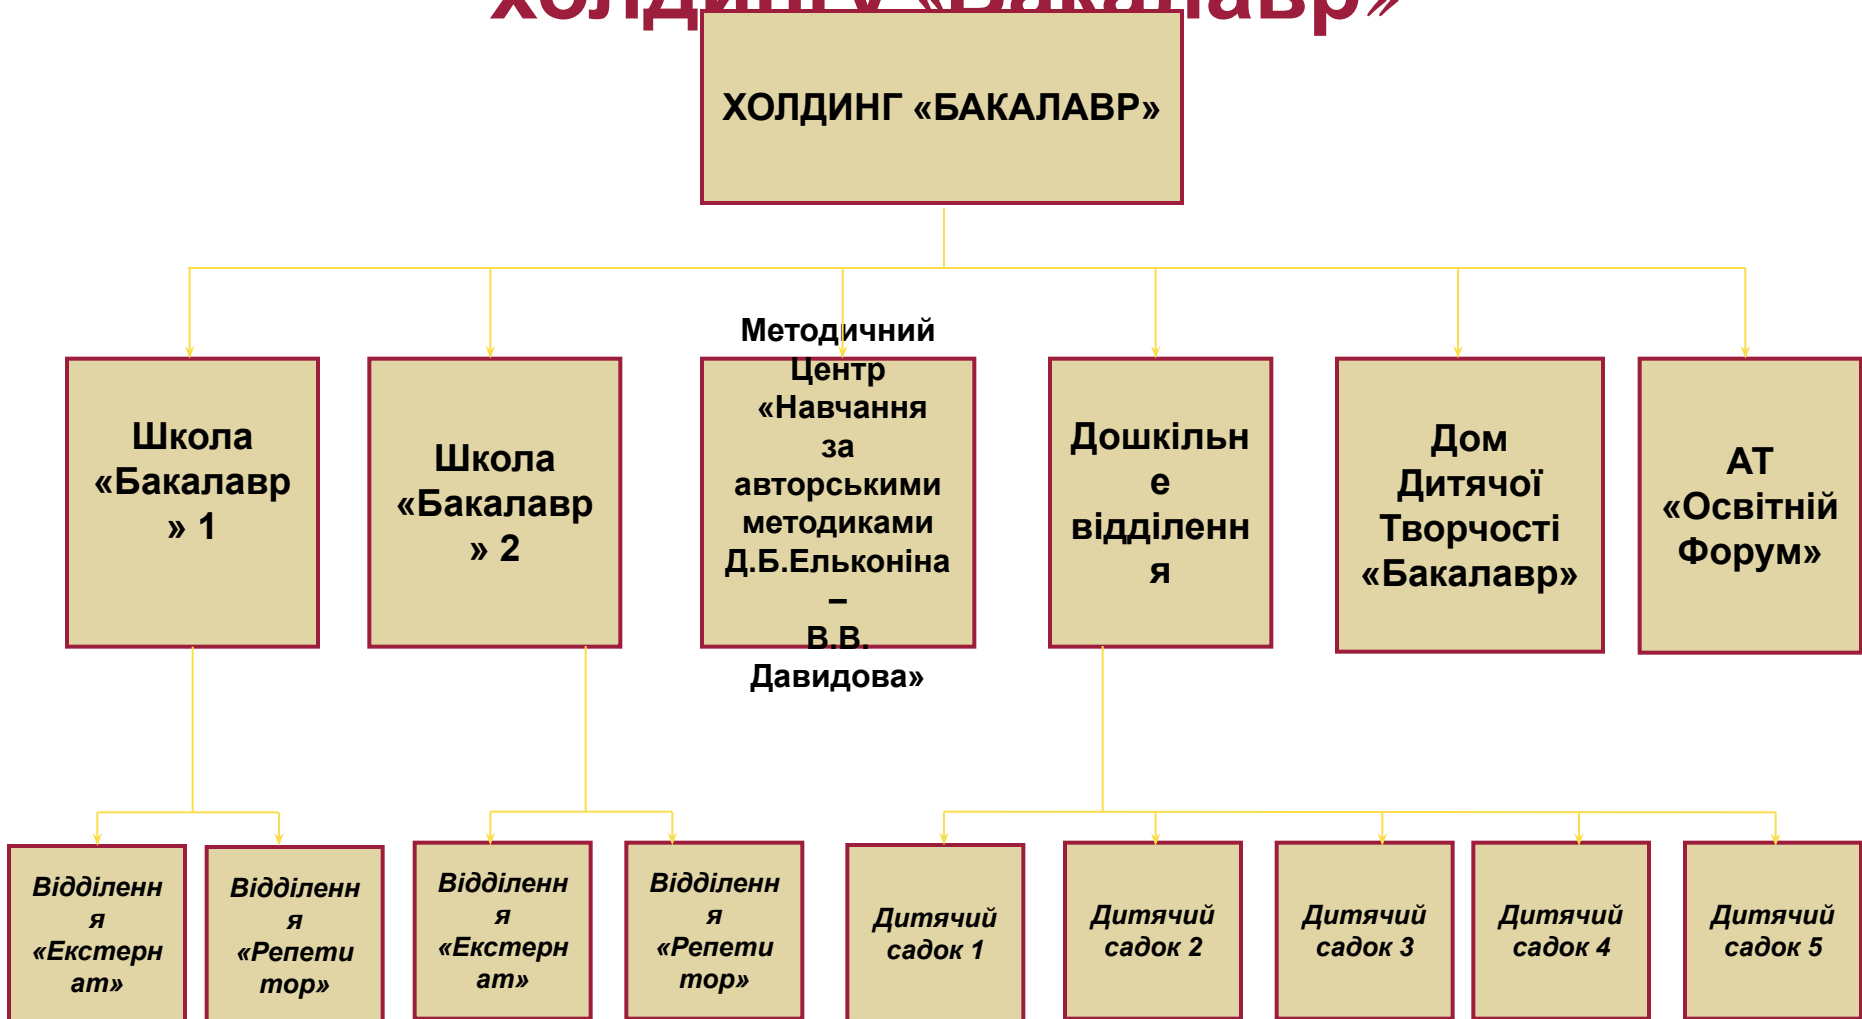 холдингу «Бакалавр»
ХОЛДИНГ «БАКАЛАВР»
Школа
«Бакалавр
» 1
Школа
«Бакалавр
» 2
Методичний
Центр
«Навчання
за
авторськими
методиками
Д.Б.Ельконіна
–
В.В.
Давидова»
Дошкільн
е
відділенн
я
Дом
Дитячої
Творчості
«Бакалавр»
АТ
«Освітній
Форум»
Відділенн
я
«Екстерн
ат»
Відділенн
я
«Репети
тор»
Відділенн
я
«Екстерн
ат»
Відділенн
я
«Репети
тор»
Дитячий
садок 1
Дитячий
садок 2
Дитячий
садок 3
Дитячий
садок 4
Дитячий
садок 5